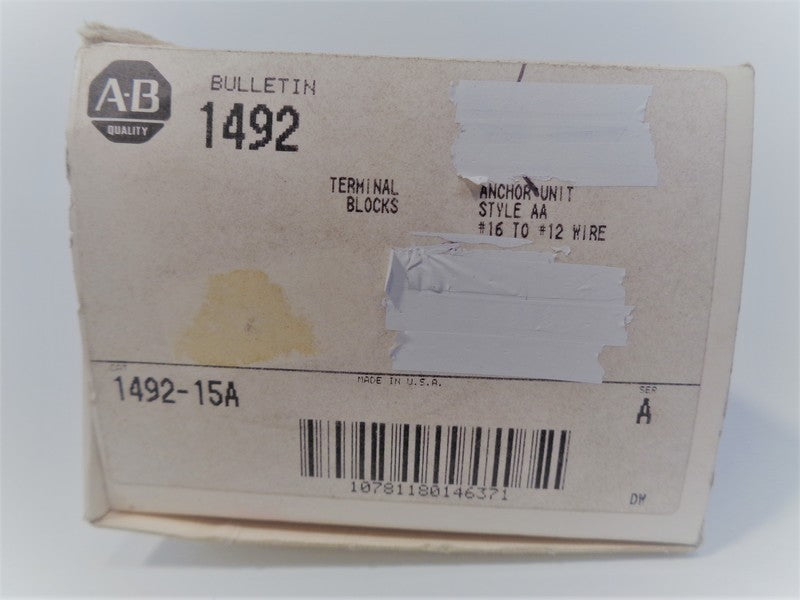 A-B
QUALITY
BULLETIN
1492
TERMINAL
BLOCKS
ANCHOR UNIT
STYLE AA
#16 TO #12 WIRE
CAT
1492-15A
MADE IN U.S.A.
SER
A
10781180146371
DW